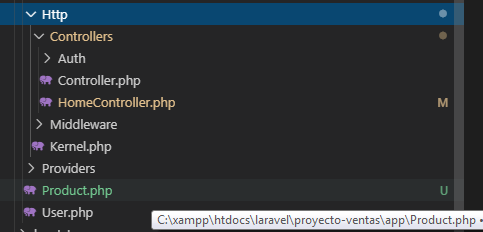 Http
Controllers
Auth
Controller.php
HomeController.php M
Middleware
Kernel.php
Providers
Product.php U
User.php
C:\xampp\htdocs\laravel\proyecto-ventas\app\Product.php •